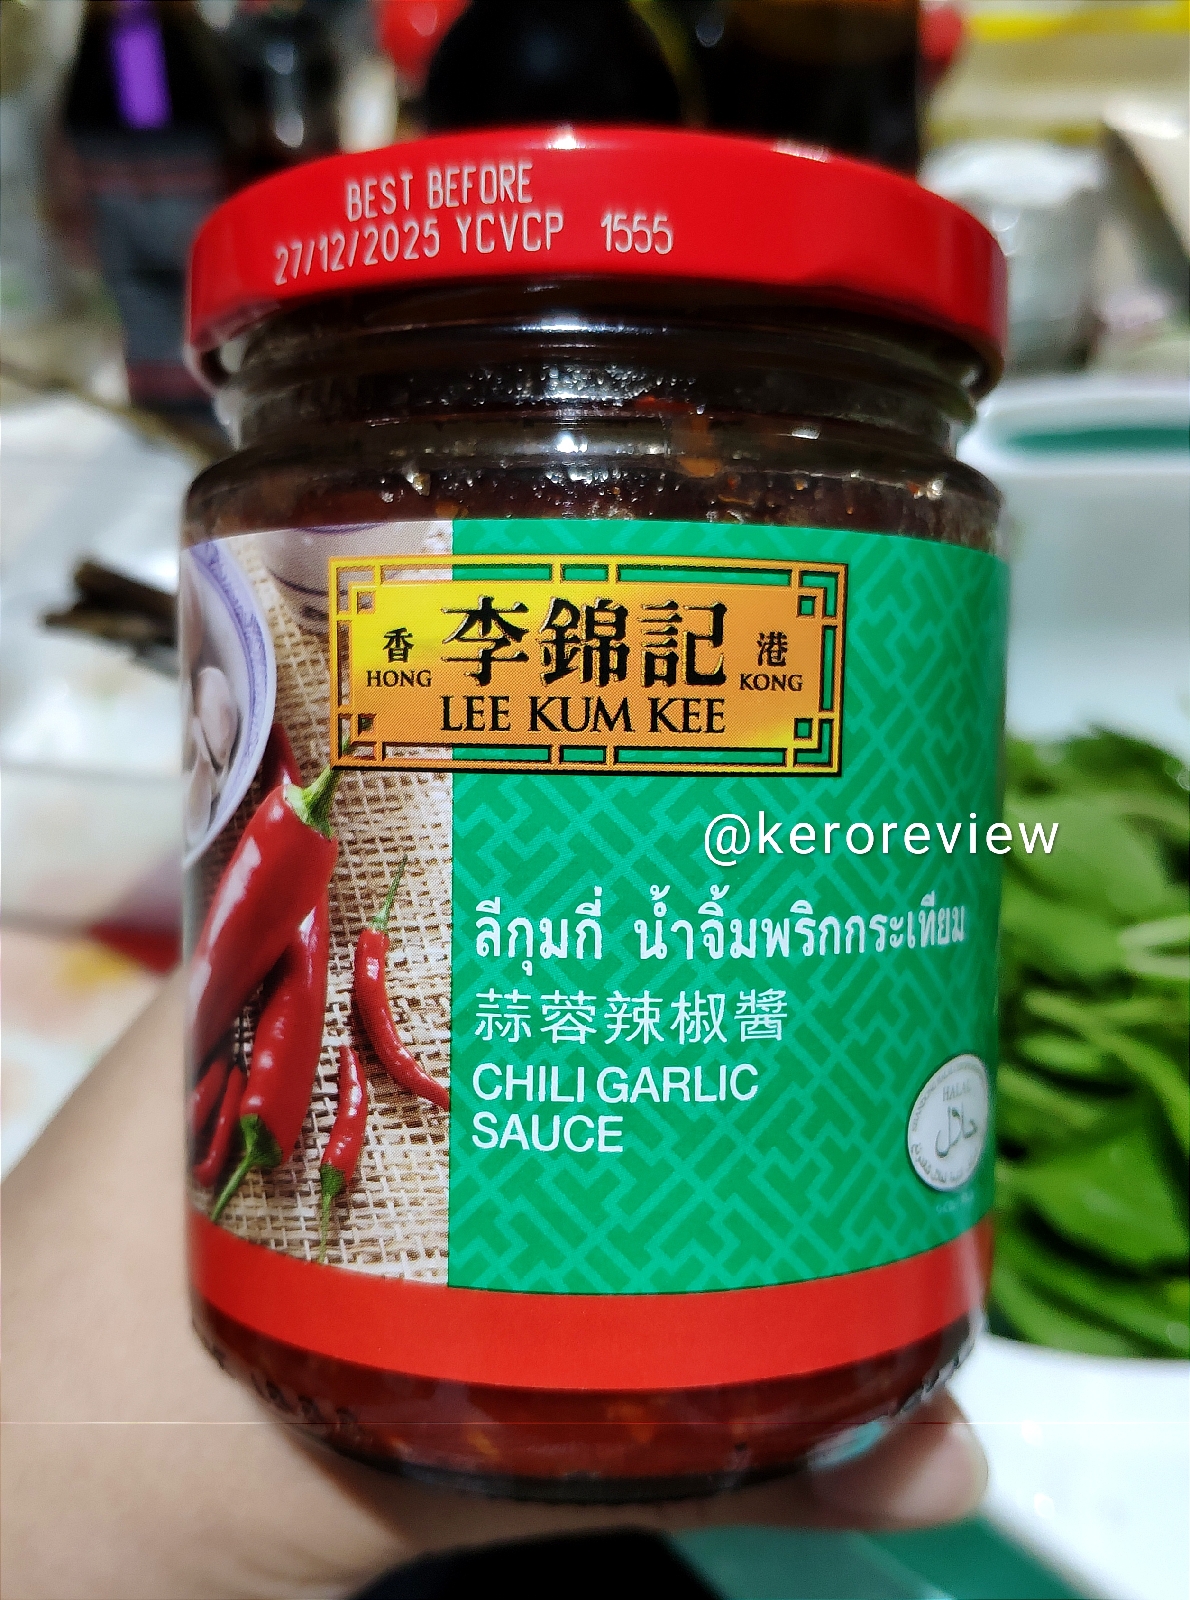 BEST BEFORE
27/12/2025 YCVCP 1555
香 李錦記 港
HONG KONG
LEE KUM KEE
@keroreview
ลีกุมกี่ น้ำจิ้มพริกกระเทียม
蒜蓉辣椒醬
CHILI GARLIC
SAUCE
HALAL
حلال